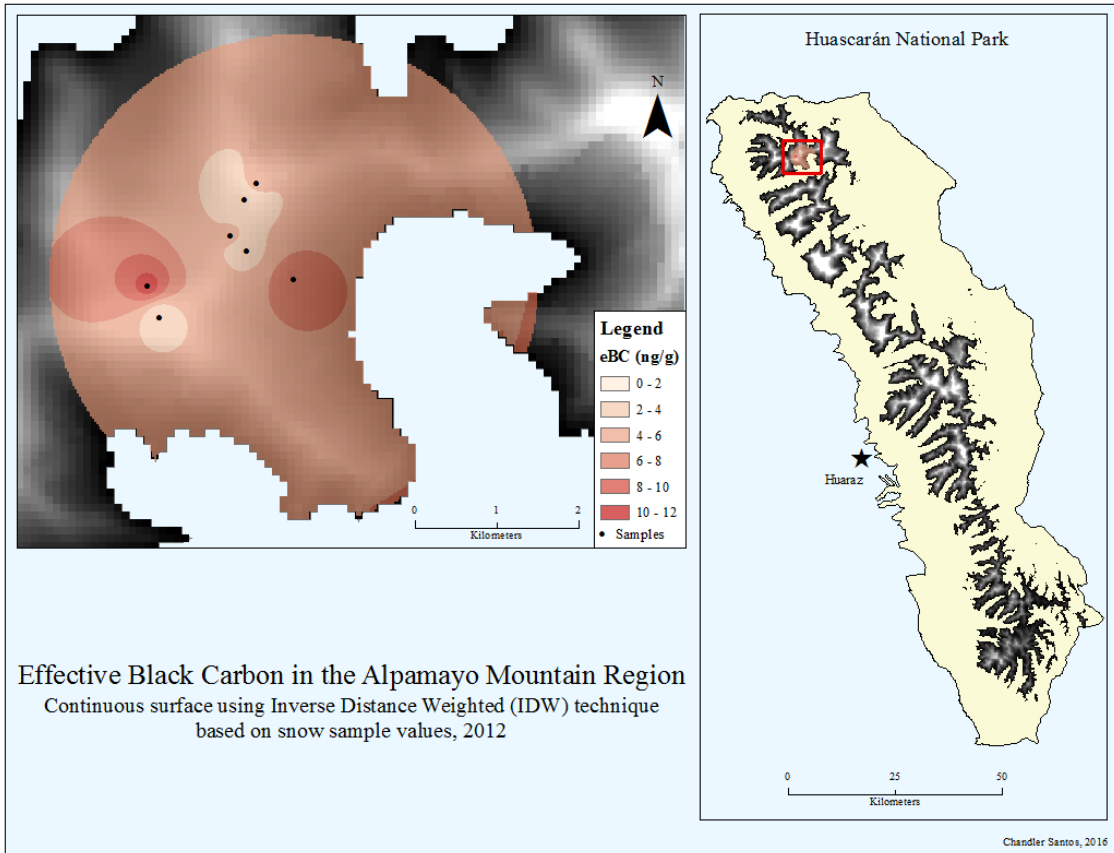 N
Legend
eBC (ng/g)
0 - 2
2 - 4
4 - 6
6 - 8
8 - 10
10 - 12
Samples
0 1 2
Kilometers
Effective Black Carbon in the Alpamayo Mountain Region
Continuous surface using Inverse Distance Weighted (IDW) technique
based on snow sample values, 2012
Huascarán National Park
Huaraz
0 25 50
Kilometers
Chandler Santos, 2016